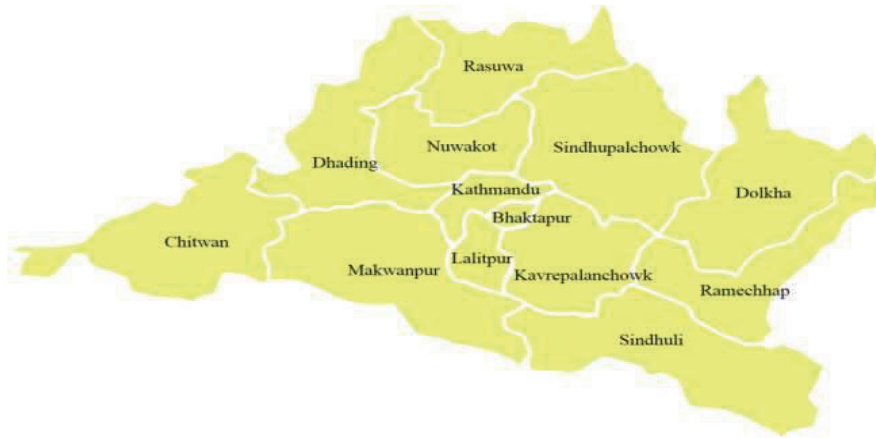 Rasuwa
Nuwakot
Sindhupalchowk
Dhading
Kathmandu
Dolkha
Bhaktapur
Chitwan
Lalitpur
Makwanpur
Kavrepalanchowk
Ramechhap
Sindhuli